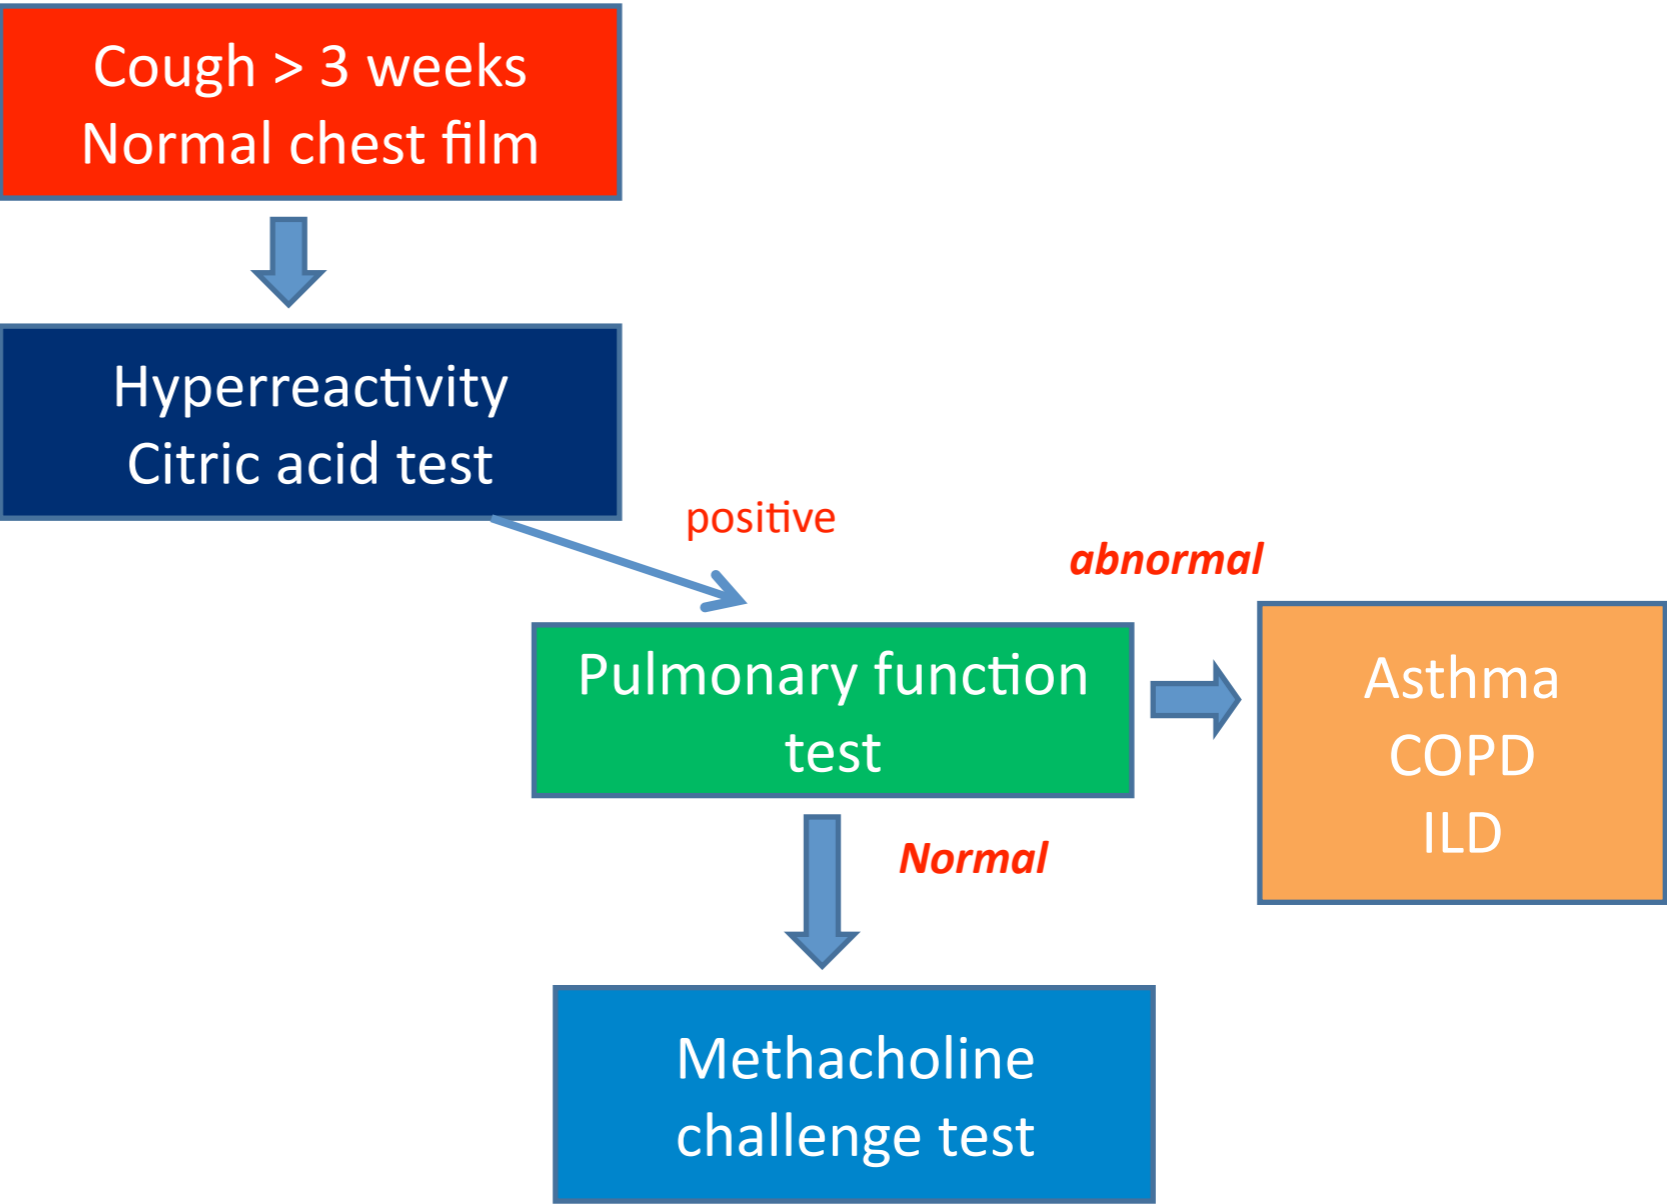 Cough > 3 weeks
Normal chest film
Hyperreactivity
Citric acid test
positive
abnormal
Pulmonary function
test
Asthma
COPD
ILD
Normal
Methacholine
challenge test